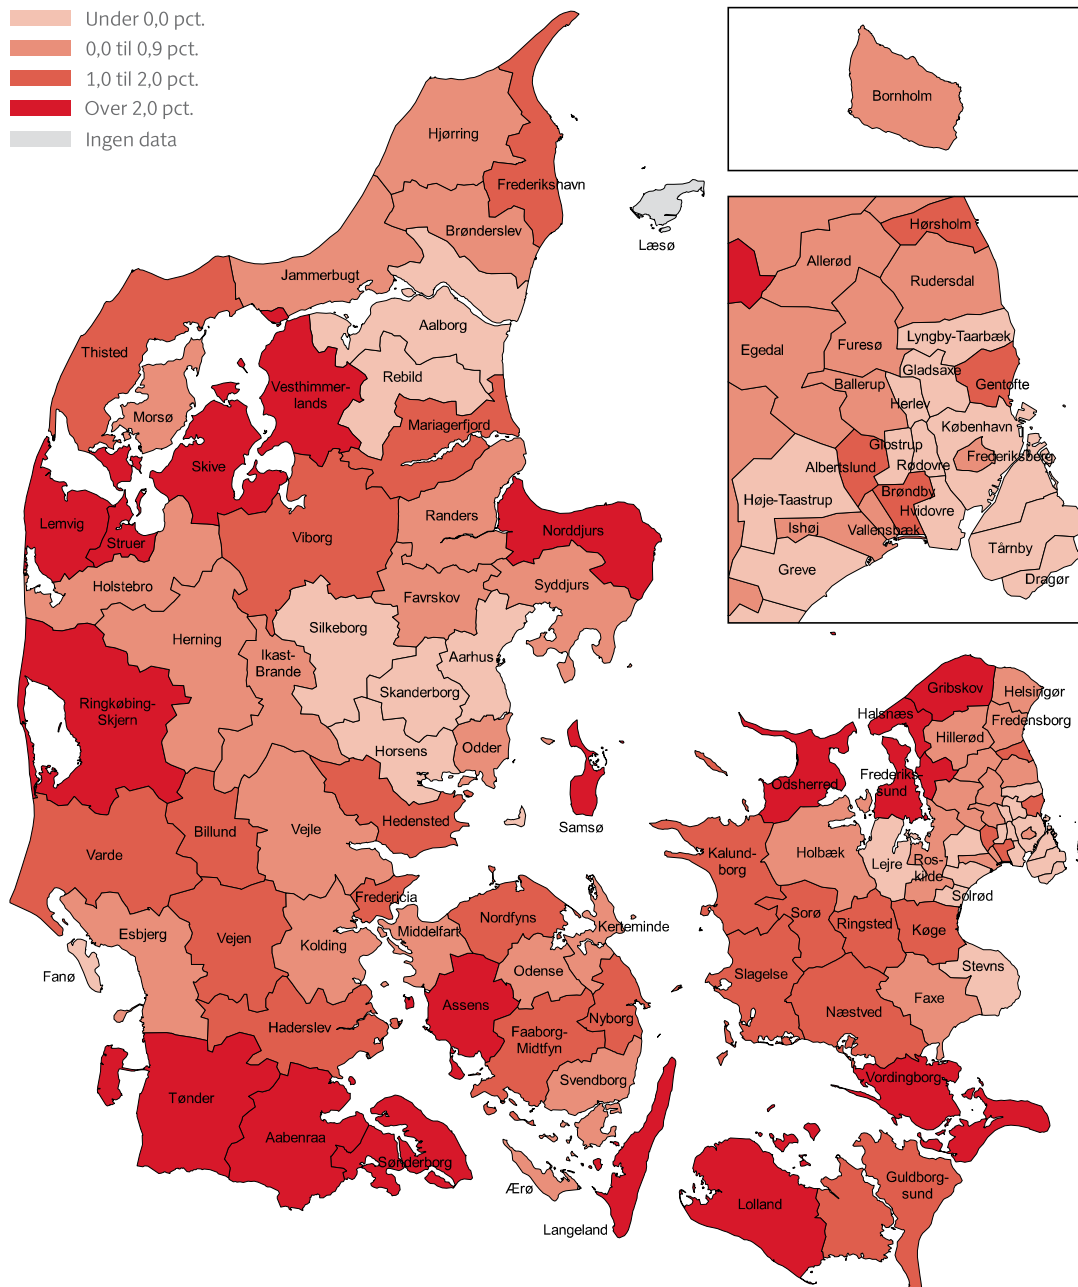 Under 0,0 pct.
0,0 til 0,9 pct.
1,0 til 2,0 pct.
Over 2,0 pct.
Ingen data
Bornholm
Hjørring
Frederikshavn
Læsø
Brønderslev
Jammerbugt
Aalborg
Thisted
Rebild
Vesthimmer-
lands
Morsø
Mariagerfjord
Skive
Lemvig
Struer
Viborg
Randers
Norddjurs
Holstebro
Favrskov
Syddjurs
Silkeborg
Herning
Ikast-
Brande
Aarhus
Skanderborg
Ringkøbing-
Skjern
Horsens
Odder
Samsø
Hedensted
Billund
Vejle
Varde
Fredericia
Esbjerg
Vejen
Kolding
Fanø
Haderslev
Tønder
Aabenraa
Sønderborg
Nordfyns
Kerteminde
Middelfart
Odense
Assens
Nyborg
Faaborg-
Midtfyn
Svendborg
Ærø
Langeland
Hørsholm
Allerød
Rudersdal
Egedal
Furesø
Lyngby-Taarbæk
Gladsaxe
Ballerup
Gentofte
Herlev
København
Glostrup
Frederiksberg
Albertslund
Rødovre
Høje-Taastrup
Brøndby
Hvidovre
Ishøj
Vallensbæk
Tårnby
Greve
Dragør
Gribskov
Helsingør
Halsnæs
Fredensborg
Hillerød
Frederiks-
sund
Odsherred
Kalund-
borg
Holbæk
Lejre
Ros-
kilde
Solrød
Sorø
Ringsted
Køge
Slagelse
Stevns
Faxe
Næstved
Vordingborg
Guldborg-
sund
Lolland